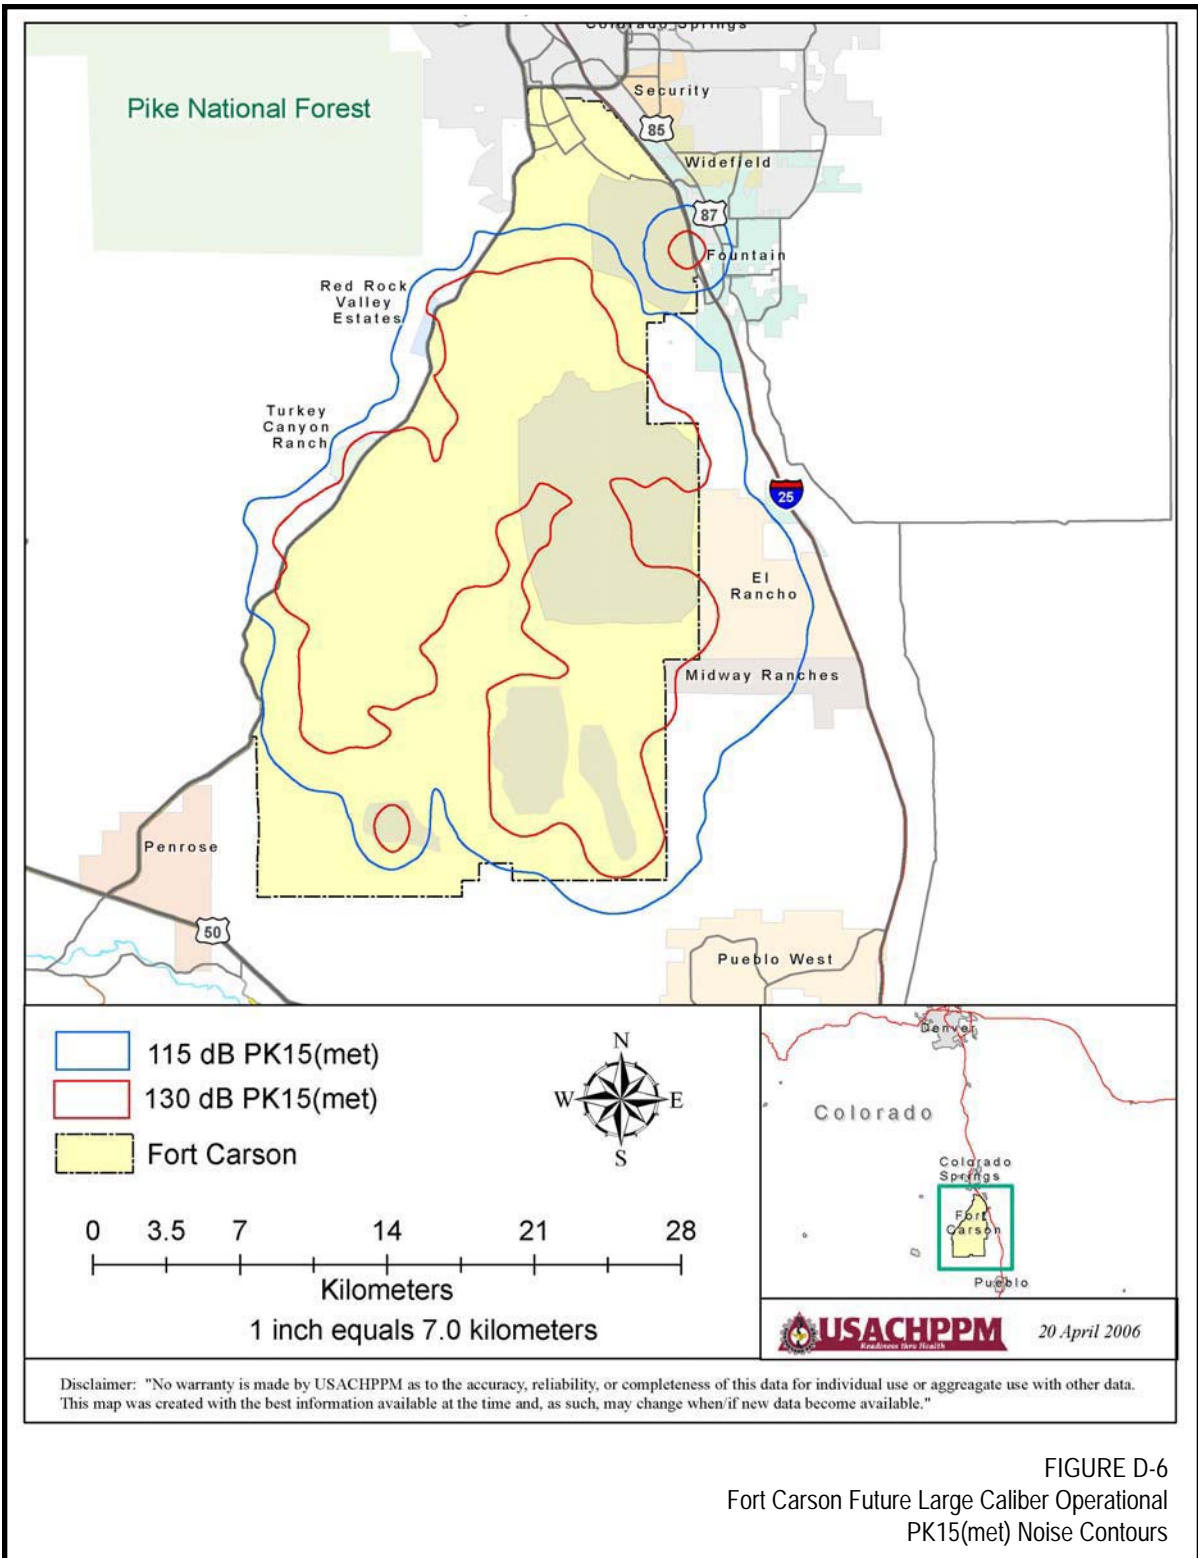 Colorado Springs
Pike National Forest
Security
85
Widefield
87
Fountain
Red Rock
Valley
Estates
Turkey
Canyon
Ranch
25
El
Rancho
Midway Ranches
Penrose
50
Pueblo West
115 dB PK15(met)
130 dB PK15(met)
Fort Carson
N
W
E
S
0 3.5 7 14 21 28
Kilometers
1 inch equals 7.0 kilometers
Denver
Colorado
Colorado
Springs
Fort
Carson
Pueblo
USACHPPM
Readiness thru Health
20 April 2006
Disclaimer: "No warranty is made by USACHPPM as to the accuracy, reliability, or completeness of this data for individual use or aggreagate use with other data.
This map was created with the best information available at the time and, as such, may change when/if new data become available."
FIGURE D-6
Fort Carson Future Large Caliber Operational
PK15(met) Noise Contours